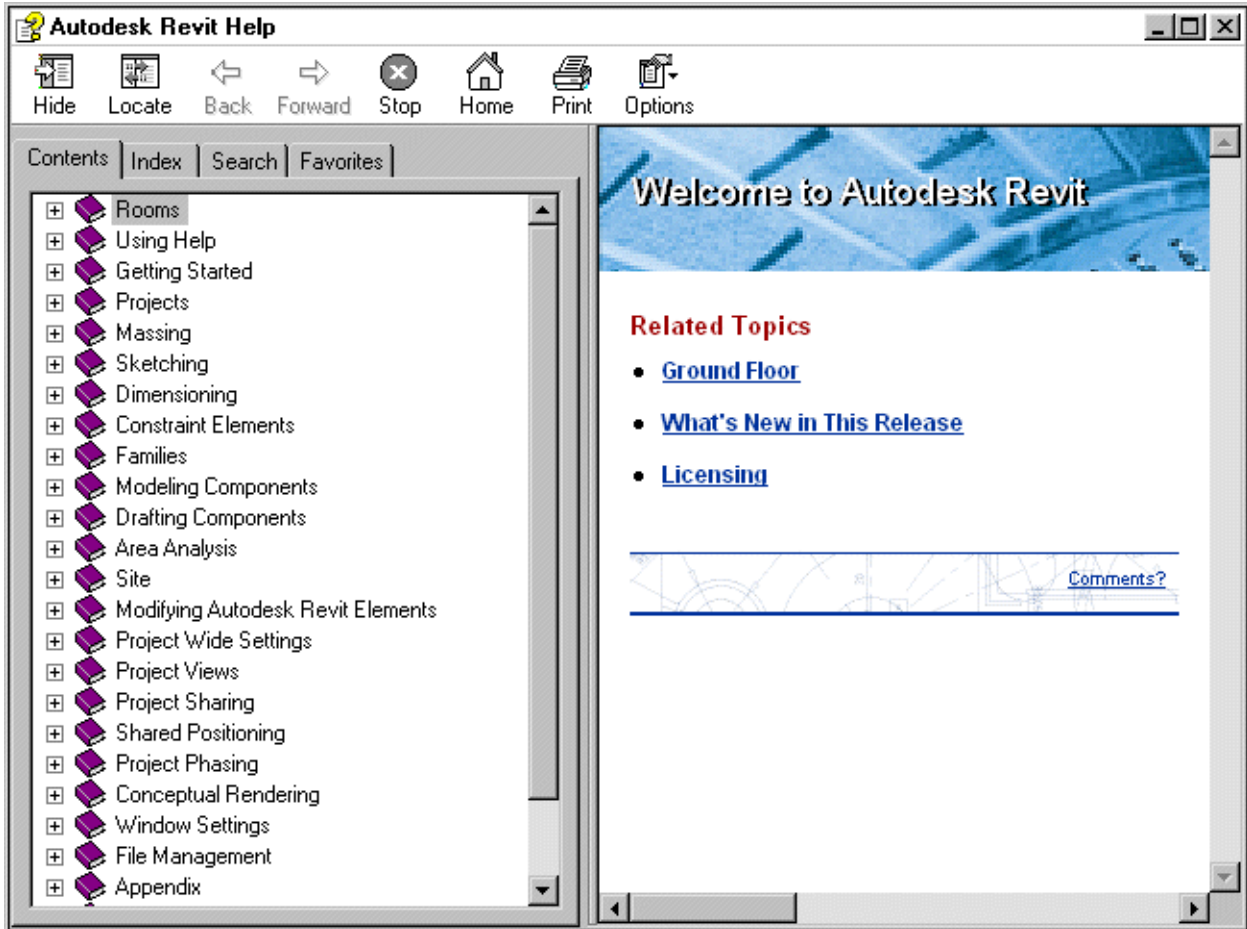 Autodesk Revit Help
Hide Locate Back Forward Stop Home Print Options
Contents Index Search Favorites
Rooms
Using Help
Getting Started
Projects
Massing
Sketching
Dimensioning
Constraint Elements
Families
Modeling Components
Drafting Components
Area Analysis
Site
Modifying Autodesk Revit Elements
Project Wide Settings
Project Views
Project Sharing
Shared Positioning
Project Phasing
Conceptual Rendering
Window Settings
File Management
Appendix
Welcome to Autodesk Revit
Related Topics
Ground Floor
What's New in This Release
Licensing
Comments?